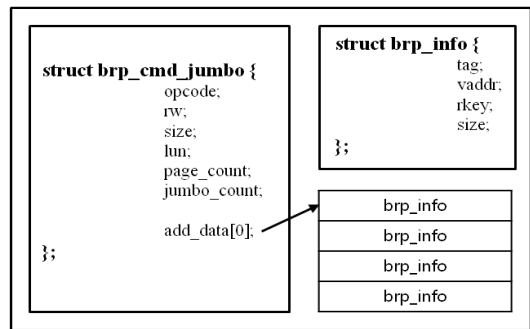 struct brp_cmd_jumbo {
opcode;
rw;
size;
lun;
page_count;
jumbo_count;
add_data[0];
};
struct brp_info {
tag;
vaddr;
rkey;
size;
};
brp_info
brp_info
brp_info
brp_info